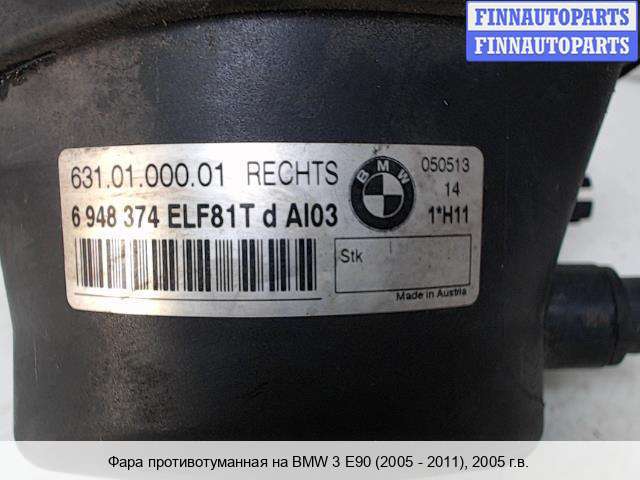 FINNAUTOPARTS
FINNAUTOPARTS
631.01.000.01 RECHTS
BMW
050513
14
6 948 374 ELF81T d AI03
1*H11
Stk
Made in Austria
Фара противотуманная на BMW 3 E90 (2005 - 2011), 2005 г.в.